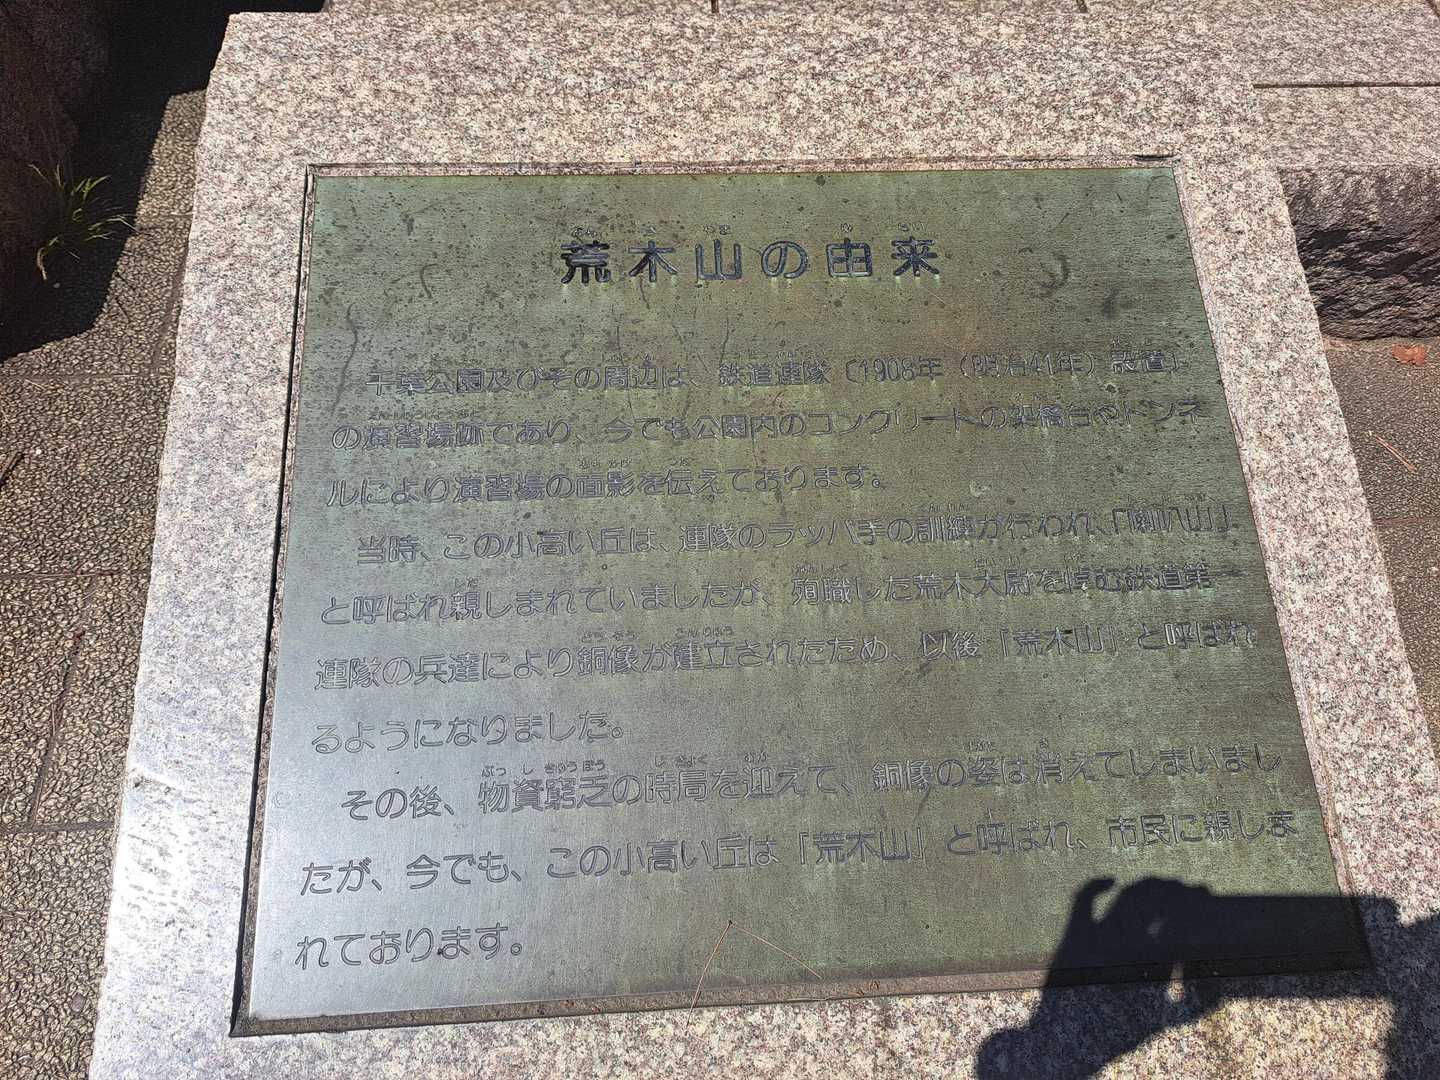 荒木山の由来
千葉公園及びその周辺は、鉄道連隊〔1908年（明治41年）設置〕
の演習場跡であり、今でも公園内のコンクリートの架橋台やトンネ
ルにより演習場の面影を伝えております。
当時、この小高い丘は、連隊のラッパ手の訓練が行われ、「喇叭山」
と呼ばれ親しまれていましたが、殉職した荒木大尉を悼む鉄道第一
連隊の兵達により銅像が建立されたため、以後「荒木山」と呼ばれ
るようになりました。
その後、物資窮乏の時局を迎えて、銅像の姿は消えてしまいまし
たが、今でも、この小高い丘は「荒木山」と呼ばれ、市民に親しま
れております。